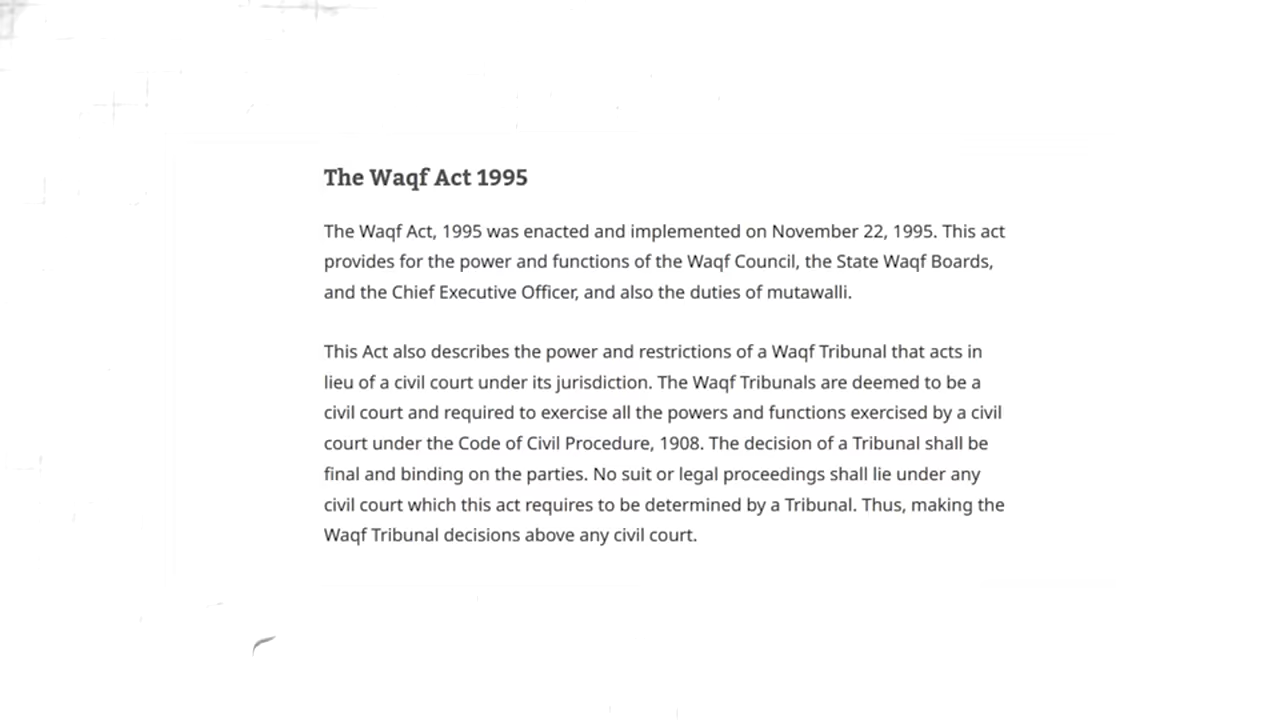 The Waqf Act 1995
The Waqf Act, 1995 was enacted and implemented on November 22, 1995. This act
provides for the power and functions of the Waqf Council, the State Waqf Boards,
and the Chief Executive Officer, and also the duties of mutawalli.
This Act also describes the power and restrictions of a Waqf Tribunal that acts in
lieu of a civil court under its jurisdiction. The Waqf Tribunals are deemed to be a
civil court and required to exercise all the powers and functions exercised by a civil
court under the Code of Civil Procedure, 1908. The decision of a Tribunal shall be
final and binding on the parties. No suit or legal proceedings shall lie under any
civil court which this act requires to be determined by a Tribunal. Thus, making the
Waqf Tribunal decisions above any civil court.